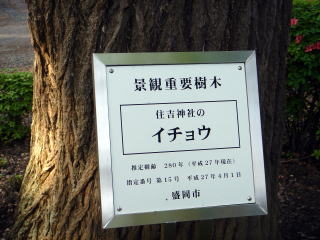 景観重要樹木
住吉神社の
イチョウ
推定樹齢 280年(平成27年現在)
指定番号 第15号 平成27年4月1日
盛岡市